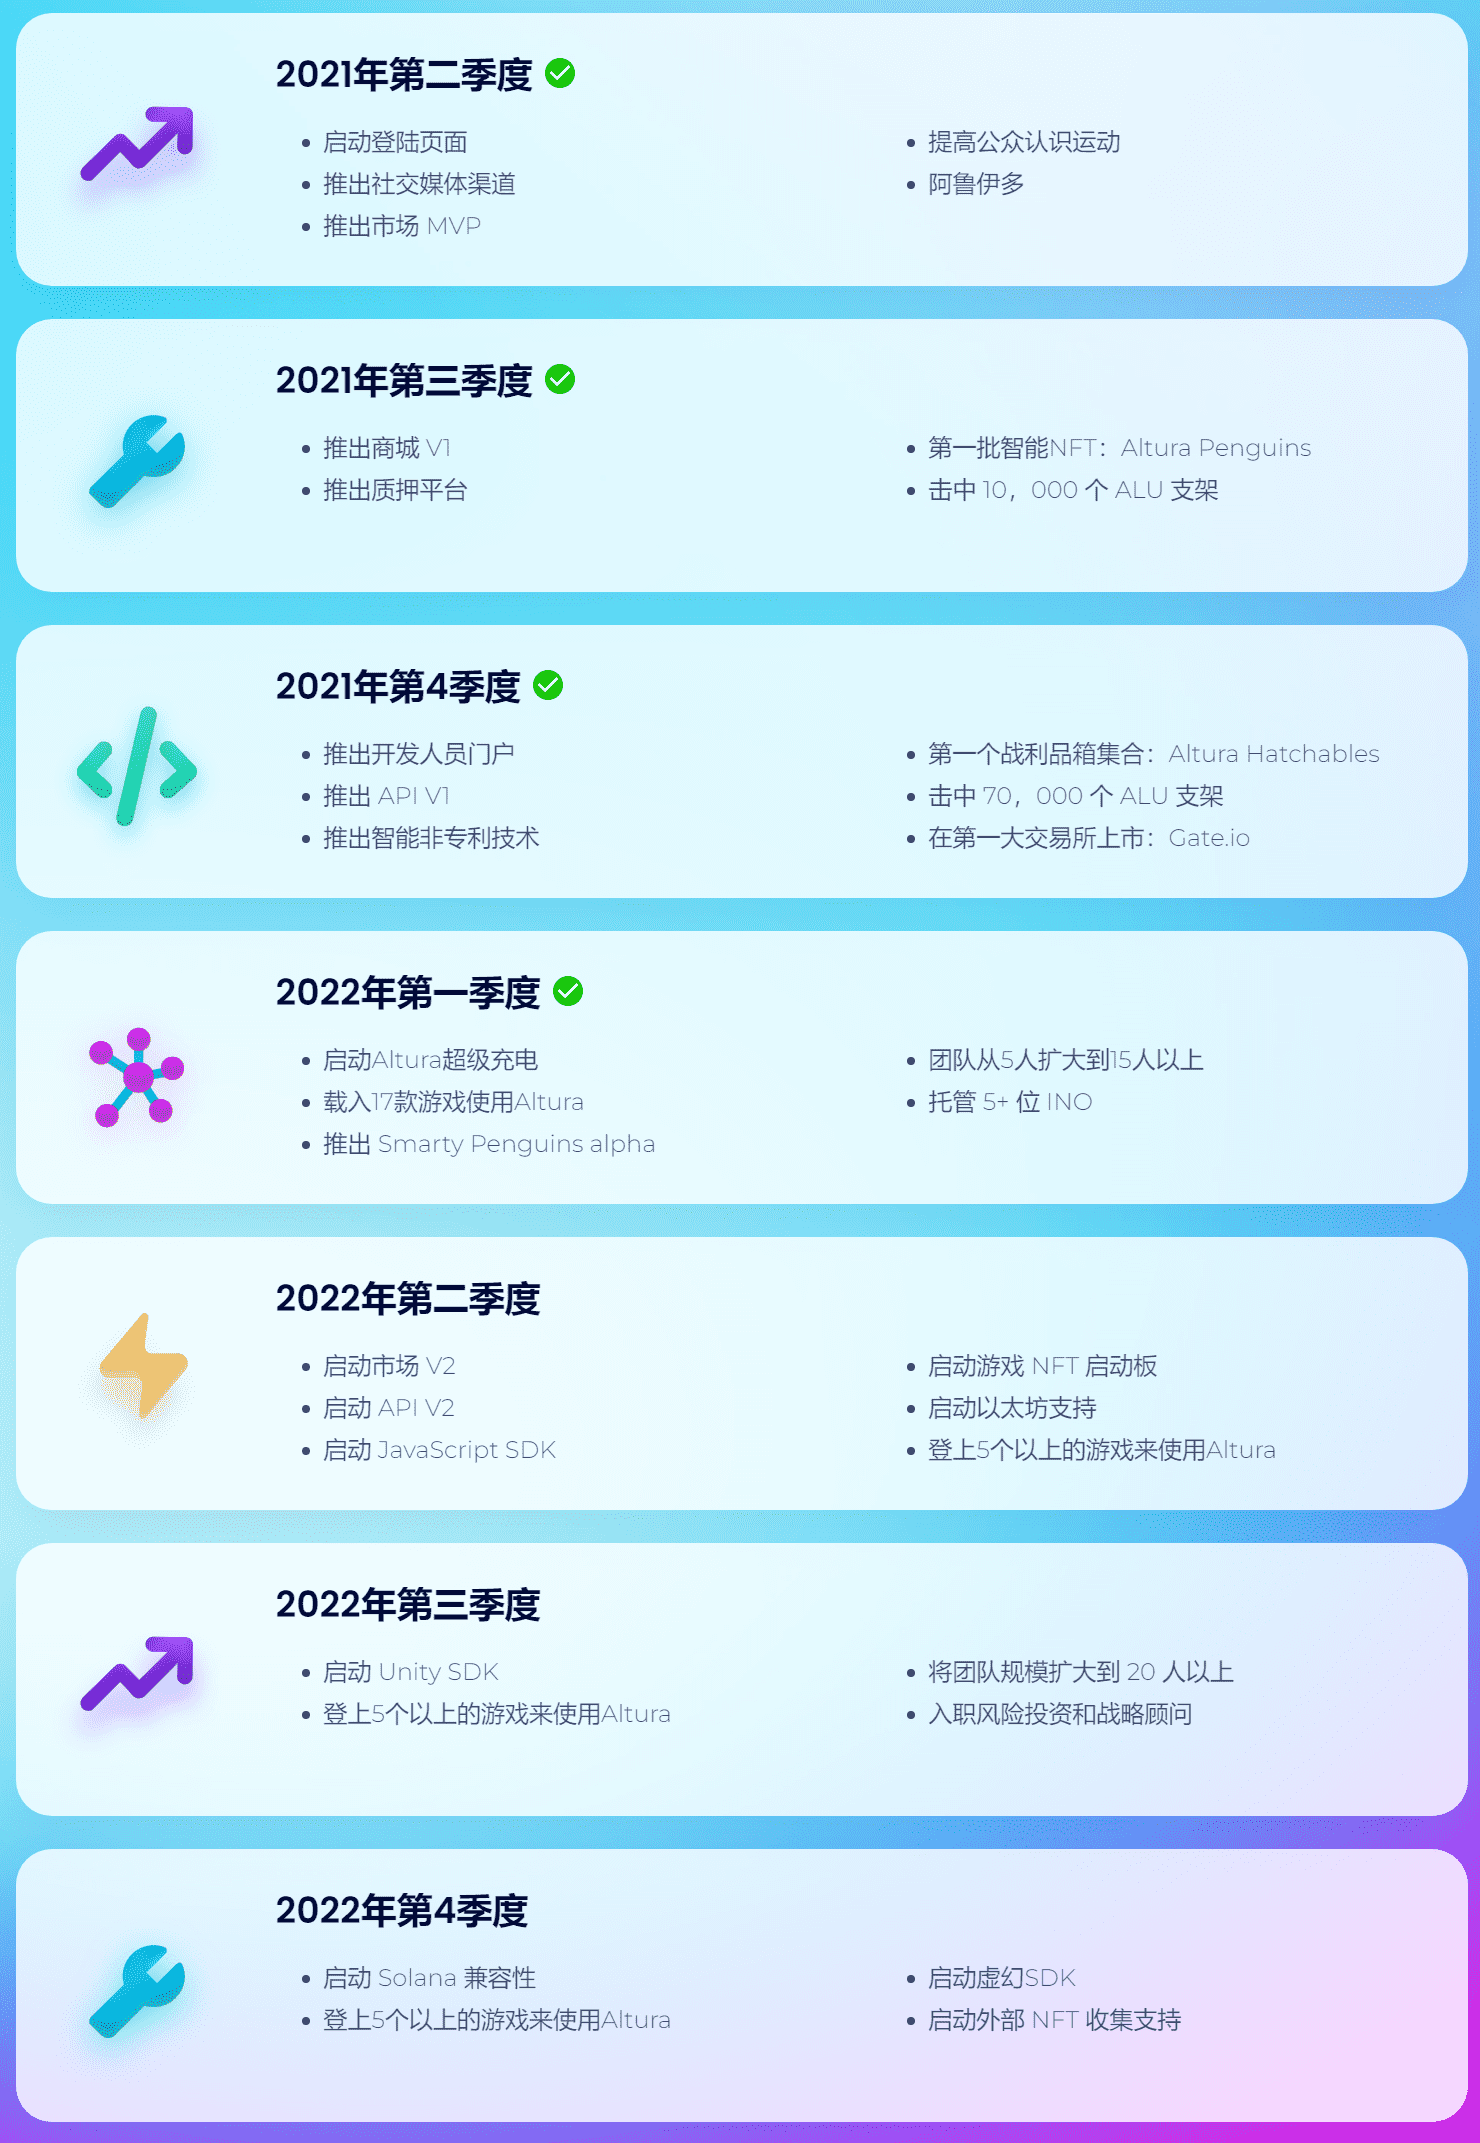 2021年第二季度
启动登陆页面
推出社交媒体渠道
推出市场 MVP
提高公众认识运动
阿鲁伊多
2021年第三季度
推出商城 V1
推出质押平台
第一批智能NFT：Altura Penguins
击中 10，000 个 ALU 支架
2021年第4季度
推出开发人员门户
推出 API V1
推出智能非专利技术
第一个战利品箱集合：Altura Hatchables
击中 70，000 个 ALU 支架
在第一大交易所上市：Gate.io
2022年第一季度
启动Altura超级充电
载入17款游戏使用Altura
推出 Smarty Penguins alpha
团队从5人扩大到15人以上
托管 5+ 位 INO
2022年第二季度
启动市场 V2
启动 API V2
启动 JavaScript SDK
启动游戏 NFT 启动板
启动以太坊支持
登上5个以上的游戏来使用Altura
2022年第三季度
启动 Unity SDK
登上5个以上的游戏来使用Altura
将团队规模扩大到 20 人以上
入职风险投资和战略顾问
2022年第4季度
启动 Solana 兼容性
登上5个以上的游戏来使用Altura
启动虚幻SDK
启动外部 NFT 收集支持